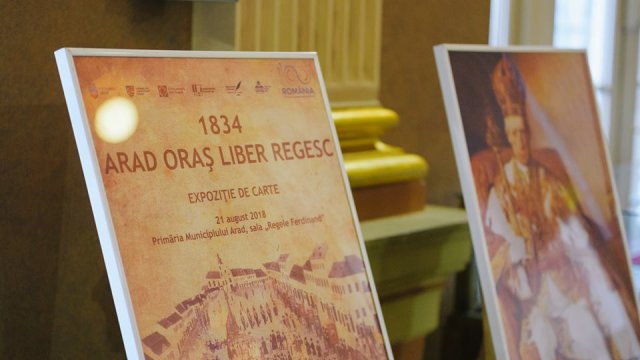 ROMÂNIA
1834
ARAD ORAȘ LIBER REGESC
EXPOZIȚIE DE CARTE
21 august 2018
Primăria Municipiului Arad, sala „Regele Ferdinand"